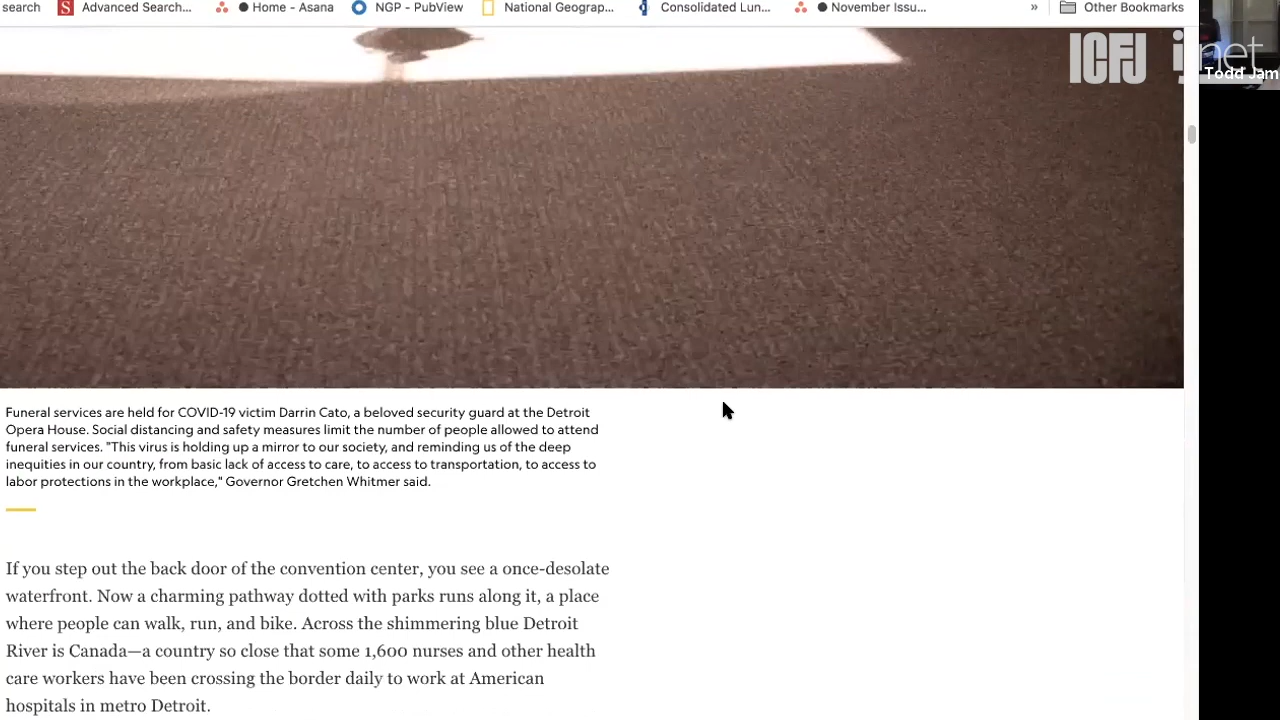 search Advanced Search... Home - Asana NGP - PubView National Geograp... Consolidated Lun... November Issu... » Other Bookmarks
ICFJ ijnet
Todd Jam
Funeral services are held for COVID-19 victim Darrin Cato, a beloved security guard at the Detroit
Opera House. Social distancing and safety measures limit the number of people allowed to attend
funeral services. "This virus is holding up a mirror to our society, and reminding us of the deep
inequities in our country, from basic lack of access to care, to access to transportation, to access to
labor protections in the workplace," Governor Gretchen Whitmer said.
If you step out the back door of the convention center, you see a once-desolate
waterfront. Now a charming pathway dotted with parks runs along it, a place
where people can walk, run, and bike. Across the shimmering blue Detroit
River is Canada—a country so close that some 1,600 nurses and other health
care workers have been crossing the border daily to work at American
hospitals in metro Detroit.